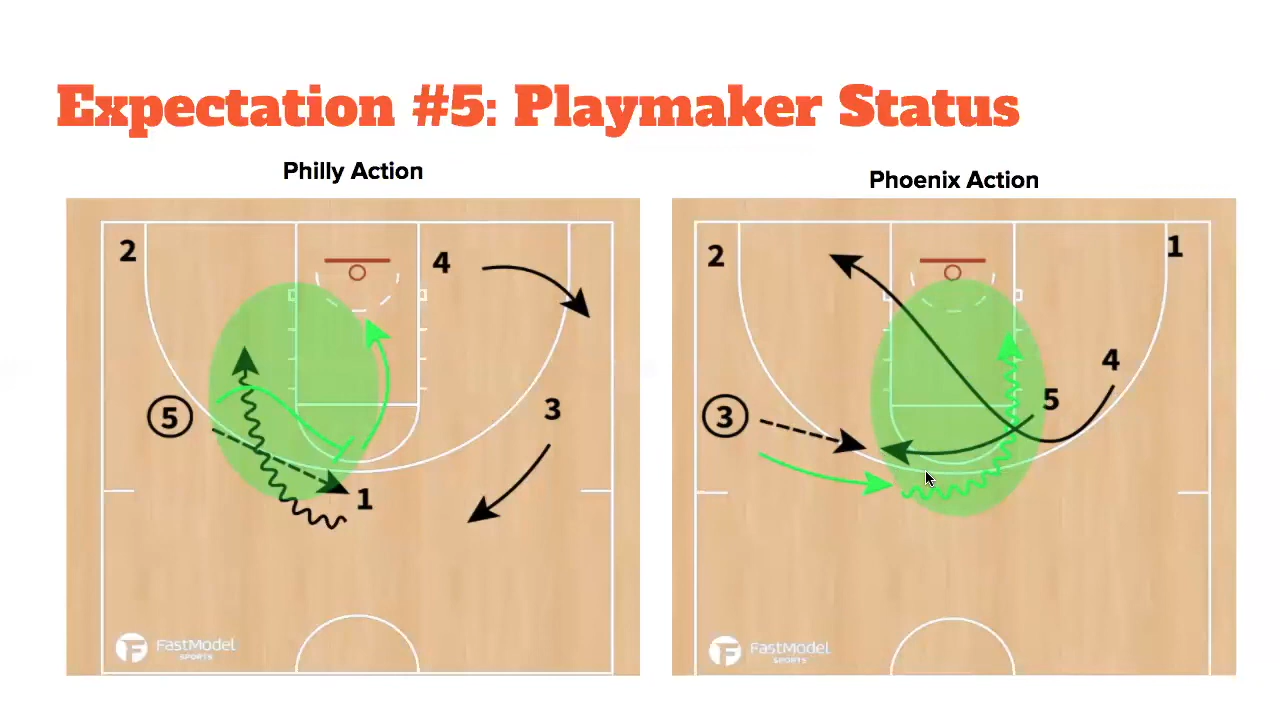 Expectation #5: Playmaker Status
Philly Action
Phoenix Action
2
4
5
3
1
FastModel
SPORTS
2
1
4
5
3
FastModel
SPORTS